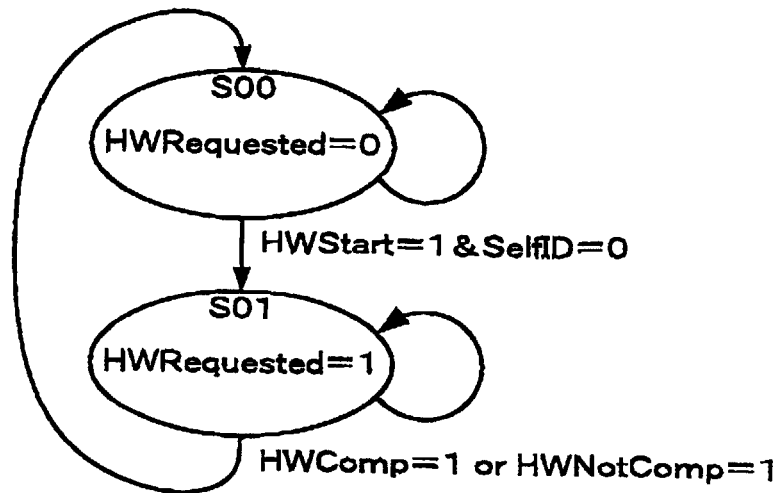 S00
HWRequested=0
HWStart=1 & SelfID=0
S01
HWRequested=1
HWComp=1 or HWNotComp=1